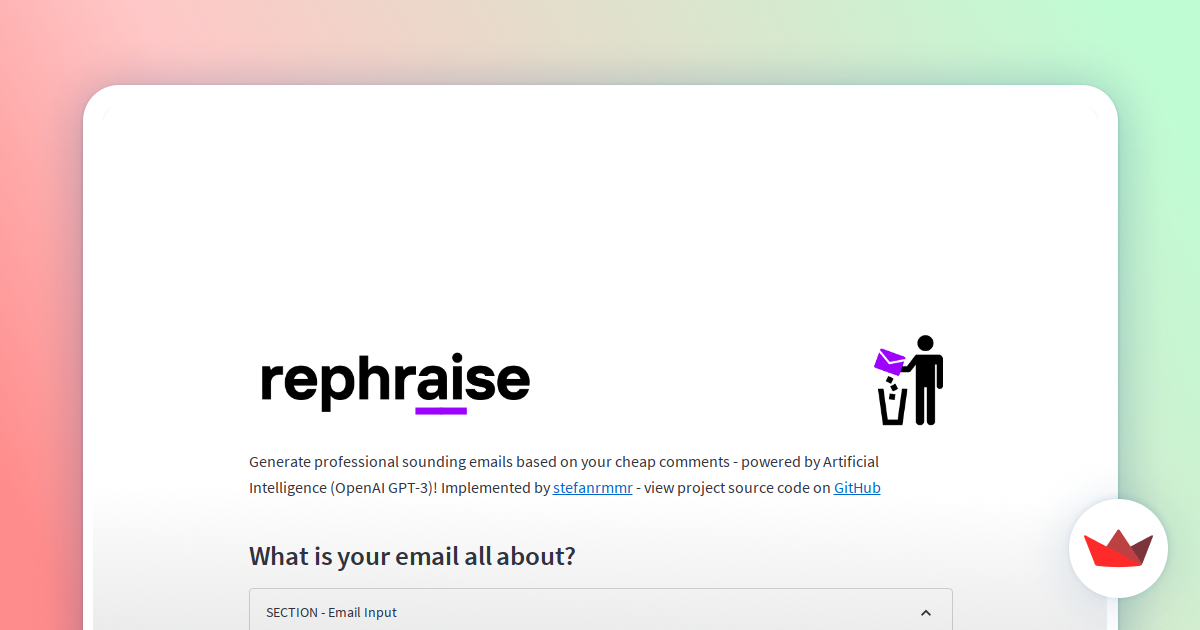 rephraise
Generate professional sounding emails based on your cheap comments - powered by Artificial
Intelligence (OpenAI GPT-3)! Implemented by stefanrmmr - view project source code on GitHub
What is your email all about?
SECTION - Email Input